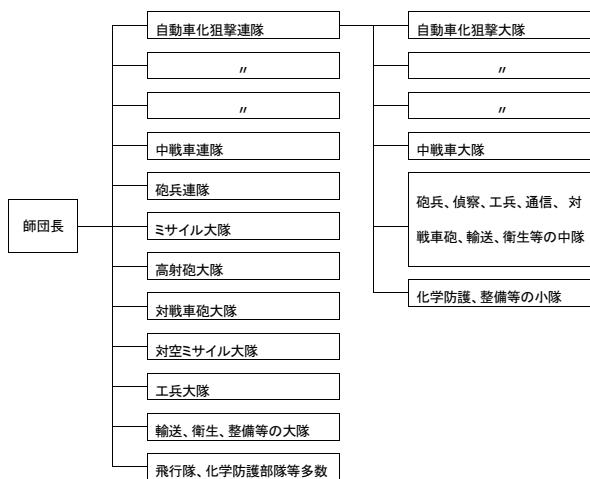 師団長
自動車化狙撃連隊
〃
〃
中戦車連隊
砲兵連隊
ミサイル大隊
高射砲大隊
対戦車砲大隊
対空ミサイル大隊
工兵大隊
輸送、衛生、整備等の大隊
飛行隊、化学防護部隊等多数
自動車化狙撃大隊
〃
〃
中戦車大隊
砲兵、偵察、工兵、通信、 対
戦車砲、輸送、衛生等の中隊
化学防護、整備等の小隊